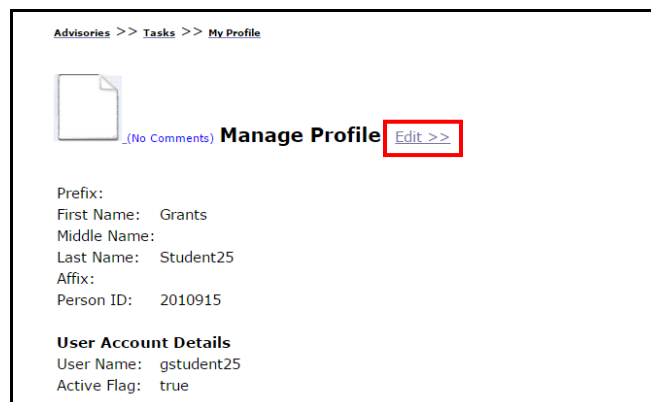 Advisories >> Tasks >> My Profile
(No Comments) Manage Profile Edit >>
Prefix:
First Name: Grants
Middle Name:
Last Name: Student25
Affix:
Person ID: 2010915
User Account Details
User Name: gstudent25
Active Flag: true